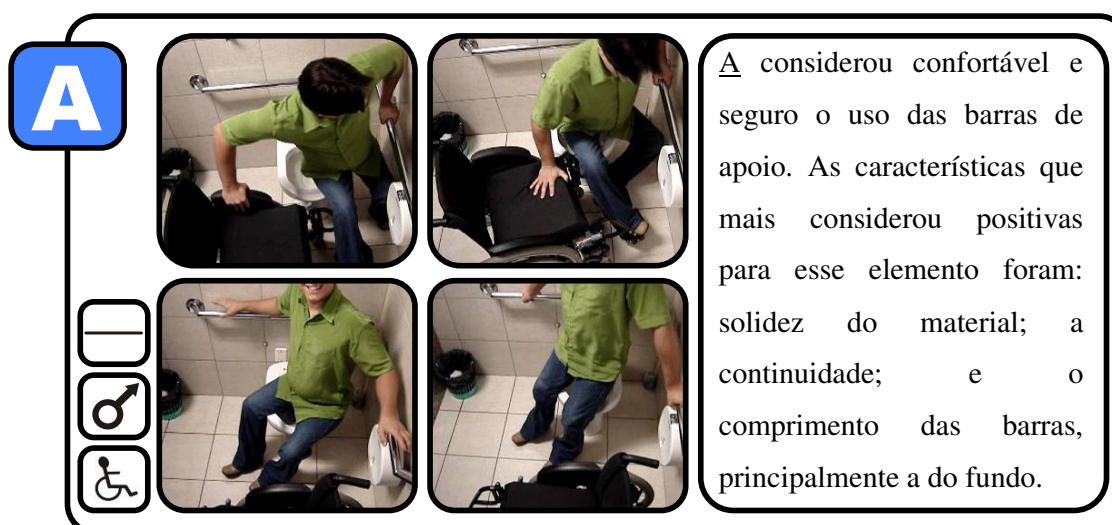 A
A considerou confortável e
seguro o uso das barras de
apoio. As características que
mais considerou positivas
para esse elemento foram:
solidez do material; a
continuidade; e o
comprimento das barras,
principalmente a do fundo.